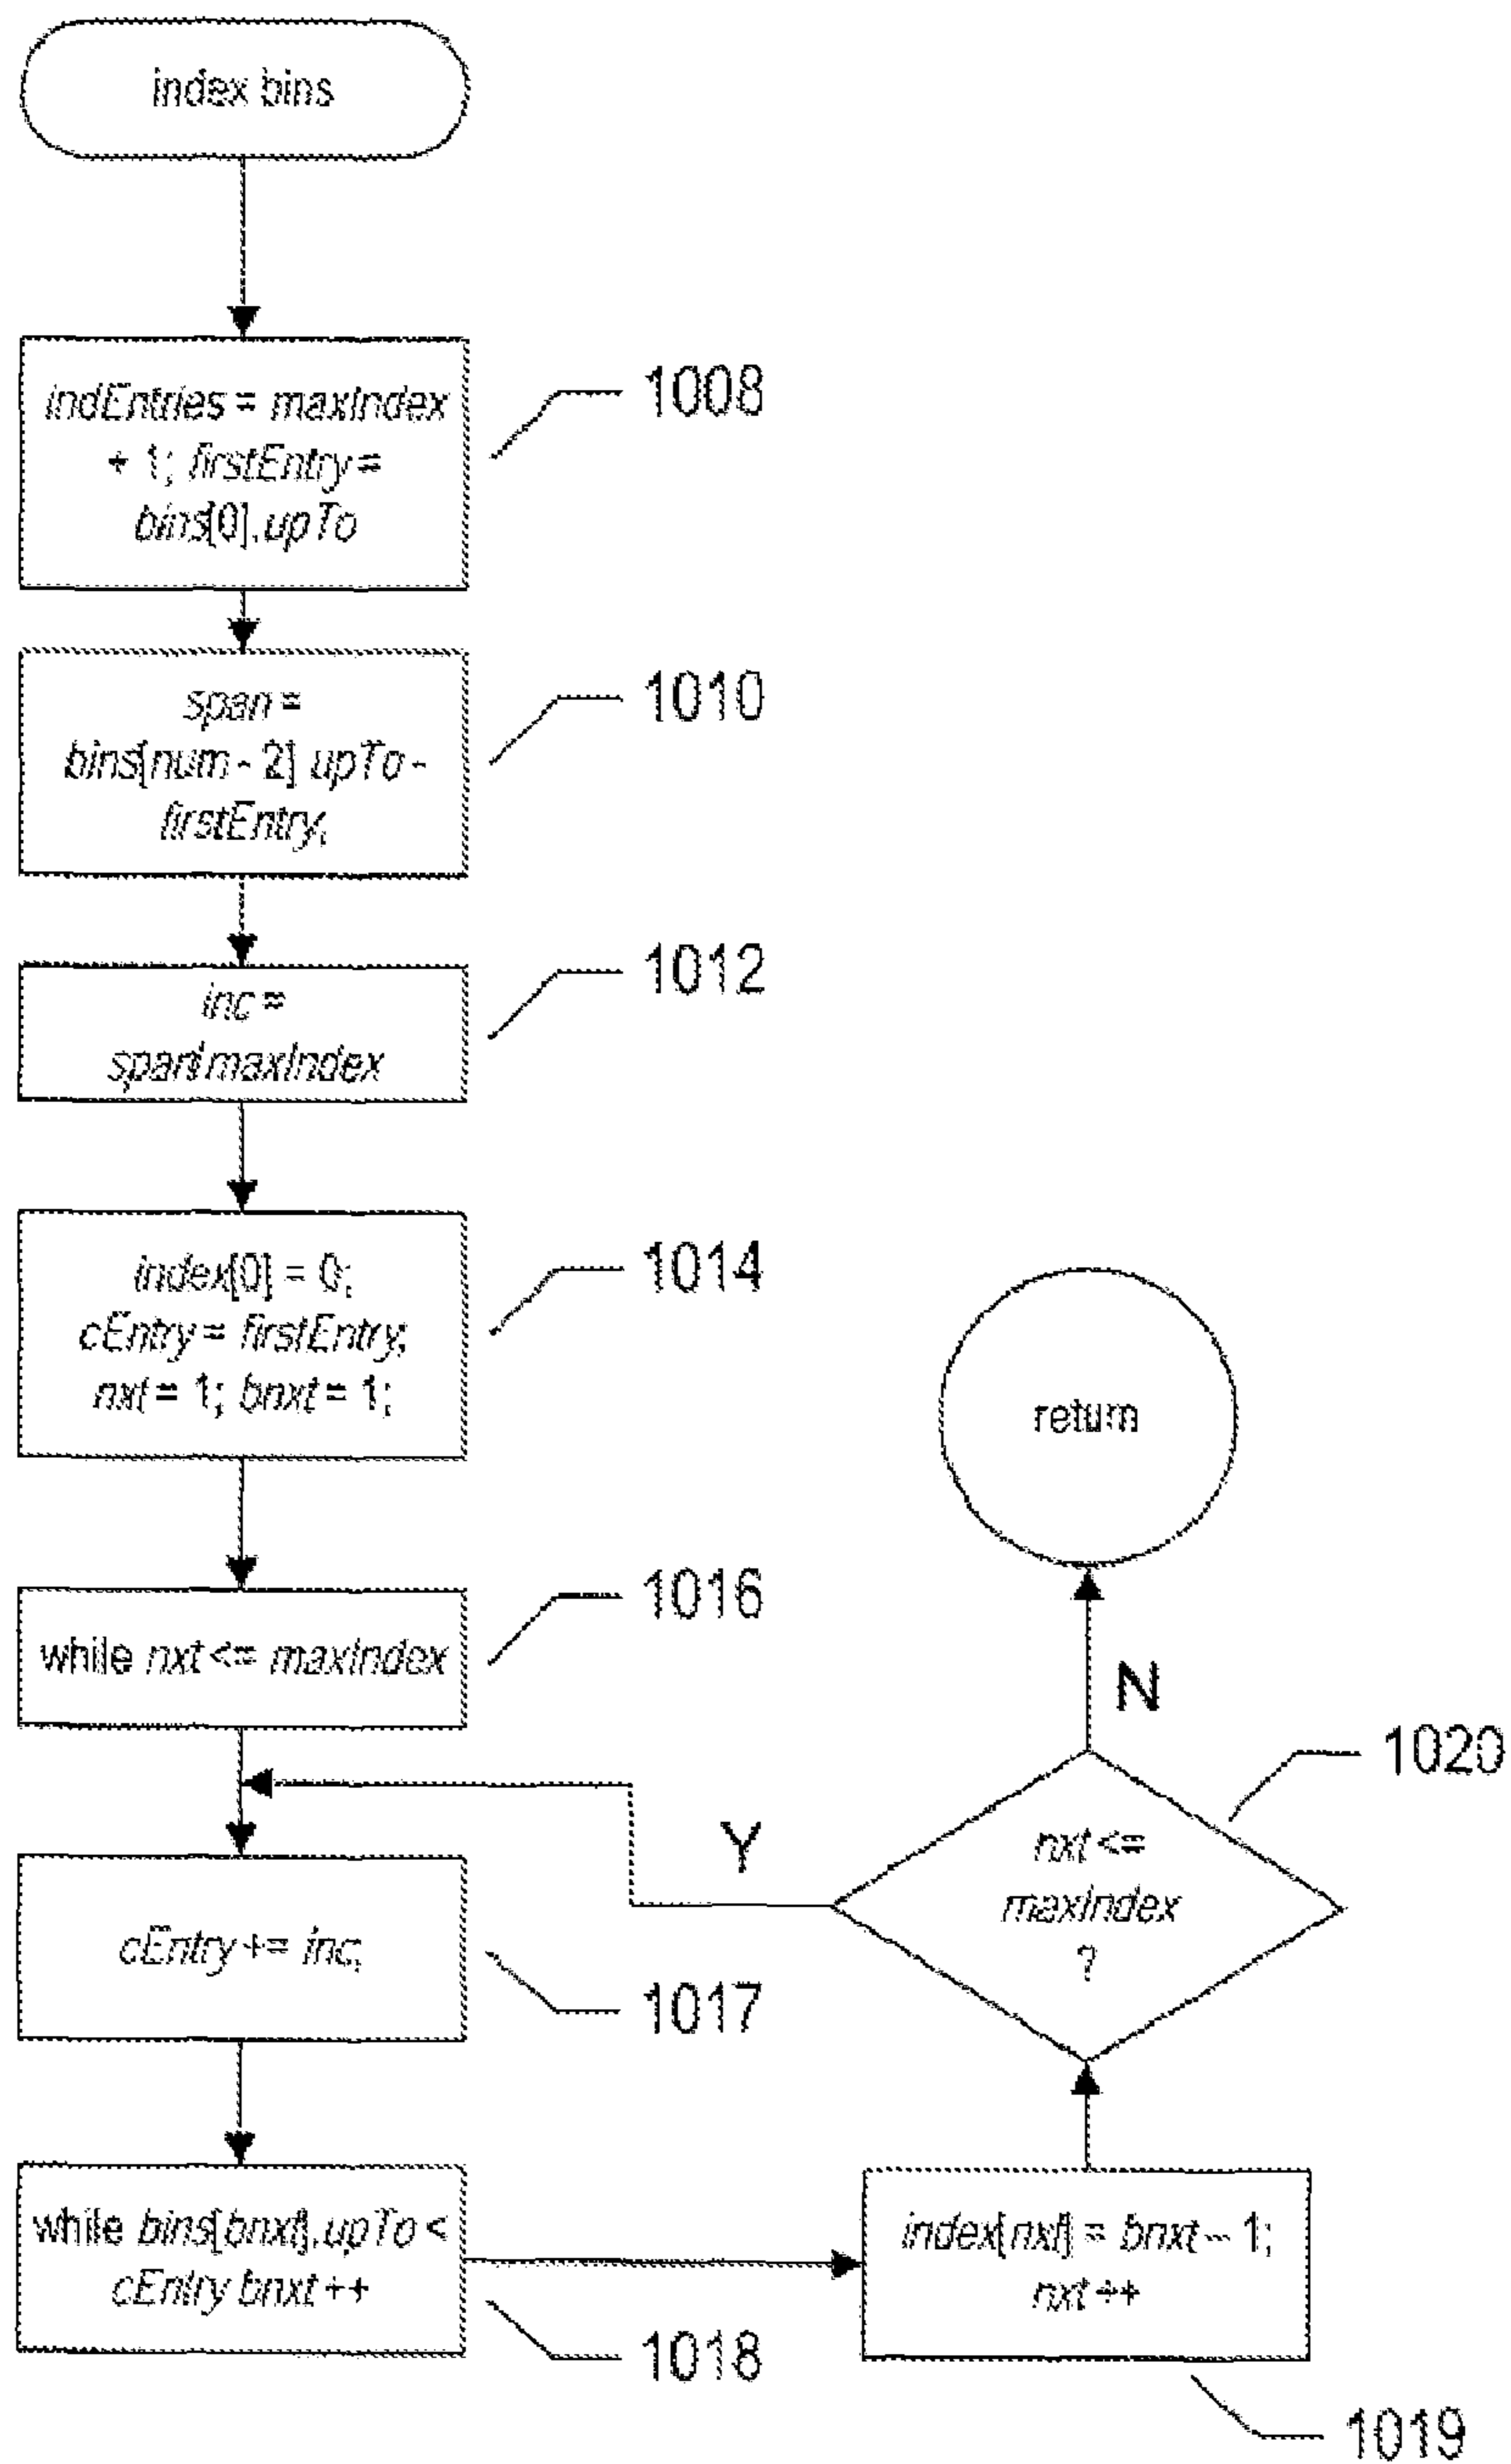 index bins
indEntries = maxIndex
+ 1; firstEntry =
bins[0].upTo
1008
span =
bins[num - 2].upTo -
firstEntry;
1010
inc =
span/maxIndex
1012
index[0] = 0;
cEntry = firstEntry;
nxt = 1; bnxt = 1;
1014
return
while nxt <= maxIndex
1016
N
1020
nxt <=
maxIndex
?
Y
cEntry += inc;
1017
while bins[bnxt].upTo <
cEntry bnxt ++
1018
index[nxt] = bnxt – 1;
nxt ++
1019